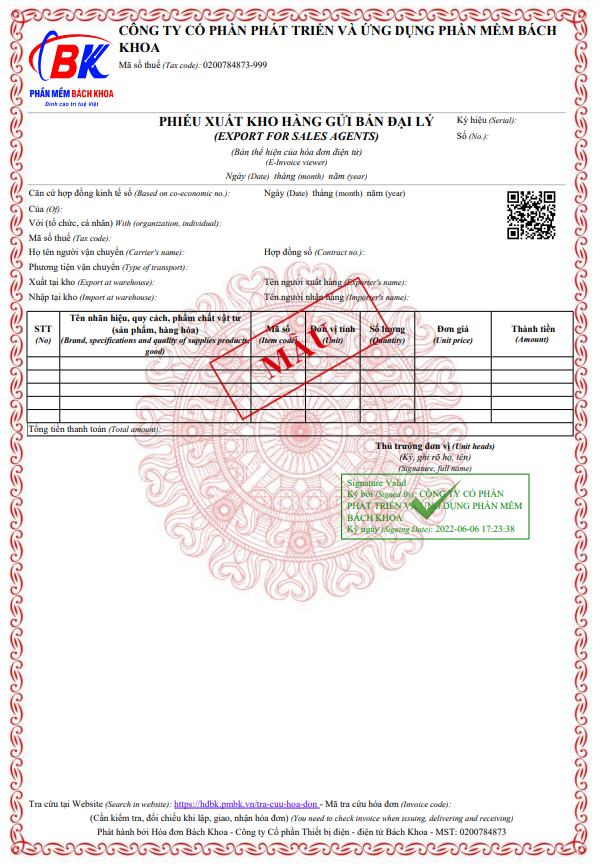 CÔNG TY CỔ PHẦN PHÁT TRIỂN VÀ ỨNG DỤNG PHẦN MỀM BÁCH
KHOA
Mã số thuế (Tax code): 0200784873-999
BK
PHẦN MỀM BÁCH KHOA
Đỉnh cao trí tuệ Việt
PHIẾU XUẤT KHO HÀNG GỬI BÁN ĐẠI LÝ
(EXPORT FOR SALES AGENTS)
(Bản thể hiện của hóa đơn điện tử)
(E-Invoice viewer)
Ngày (Date) tháng (month) năm (year)
Ký hiệu (Serial):
Số (No.):
Căn cứ hợp đồng kinh tế số (Based on co-economic no.): Ngày (Date) tháng (month) năm (year)
Của (Of):
Với (tổ chức, cá nhân) With (organization, individual):
Mã số thuế (Tax code):
Họ tên người vận chuyển (Carrier's name): Hợp đồng số (Contract no.):
Phương tiện vận chuyển (Type of transport):
Xuất tại kho (Export at warehouse): Tên người xuất hàng (Exporter's name):
Nhập tại kho (Import at warehouse): Tên người nhận hàng (Importer's name):
STT
(No)
Tên nhãn hiệu, quy cách, phẩm chất vật tư
(sản phẩm, hàng hóa)
(Brand, specifications and quality of supplies products,
good)
Mã số
(Item code)
Đơn vị tính
(Unit)
Số lượng
(Quantity)
Đơn giá
(Unit price)
Thành tiền
(Amount)
MẪU
Tổng tiền thanh toán (Total amount):
Thủ trưởng đơn vị (Unit heads)
(Ký, ghi rõ họ, tên)
(Signature, full name)
Signature Valid
Ký bởi (Signed By): CÔNG TY CỔ PHẦN
PHÁT TRIỂN VÀ ỨNG DỤNG PHẦN MỀM
BÁCH KHOA
Ký ngày (Signing Date): 2022-06-06 17:23:38
Tra cứu tại Website (Search in website): https://hdbk.pmbk.vn/tra-cuu-hoa-don - Mã tra cứu hóa đơn (Invoice code):
(Cần kiểm tra, đối chiếu khi lập, giao, nhận hóa đơn) (You need to check invoice when issuing, delivering and receiving)
Phát hành bởi Hóa đơn Bách Khoa - Công ty Cổ phần Thiết bị điện - điện tử Bách Khoa - MST: 0200784873